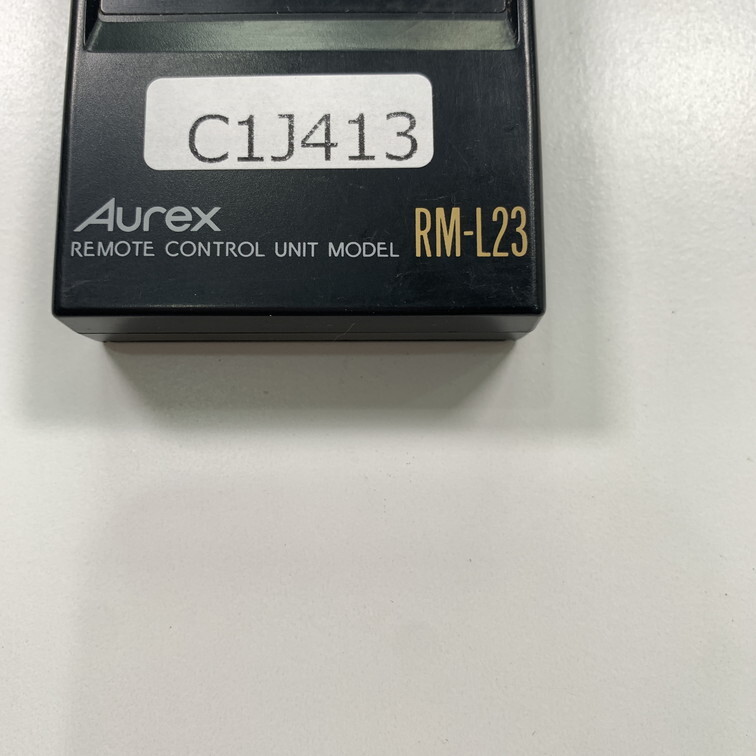 C1J413
Aurex
REMOTE CONTROL UNIT MODEL RM-L23